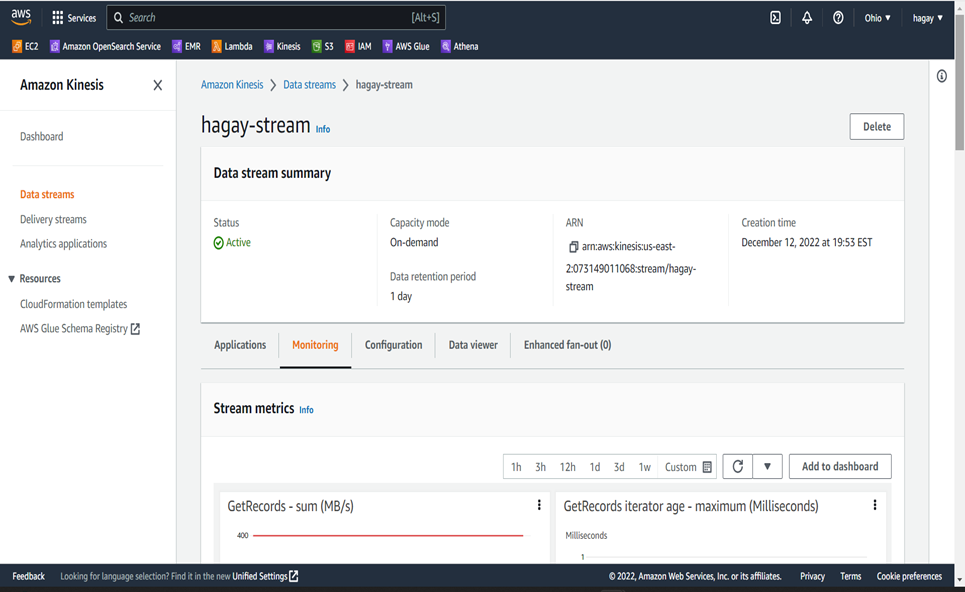 aws
Services
Search
[Alt+S]
Ohio ▼
hagay ▼
EC2
Amazon OpenSearch Service
EMR
Lambda
Kinesis
S3
IAM
AWS Glue
Athena
Amazon Kinesis
Dashboard
Data streams
Delivery streams
Analytics applications
▼ Resources
CloudFormation templates
AWS Glue Schema Registry
Amazon Kinesis > Data streams > hagay-stream
hagay-stream Info
Delete
Data stream summary
Status
Active
Capacity mode
On-demand
Data retention period
1 day
ARN
arn:aws:kinesis:us-east-
2:073149011068:stream/hagay-
stream
Creation time
December 12, 2022 at 19:53 EST
Applications
Monitoring
Configuration
Data viewer
Enhanced fan-out (0)
Stream metrics Info
1h
3h
12h
1d
3d
1w
Custom
Add to dashboard
GetRecords - sum (MB/s)
400
GetRecords iterator age - maximum (Milliseconds)
Milliseconds
1
Feedback
Looking for language selection? Find it in the new Unified Settings
© 2022, Amazon Web Services, Inc. or its affiliates.
Privacy
Terms
Cookie preferences